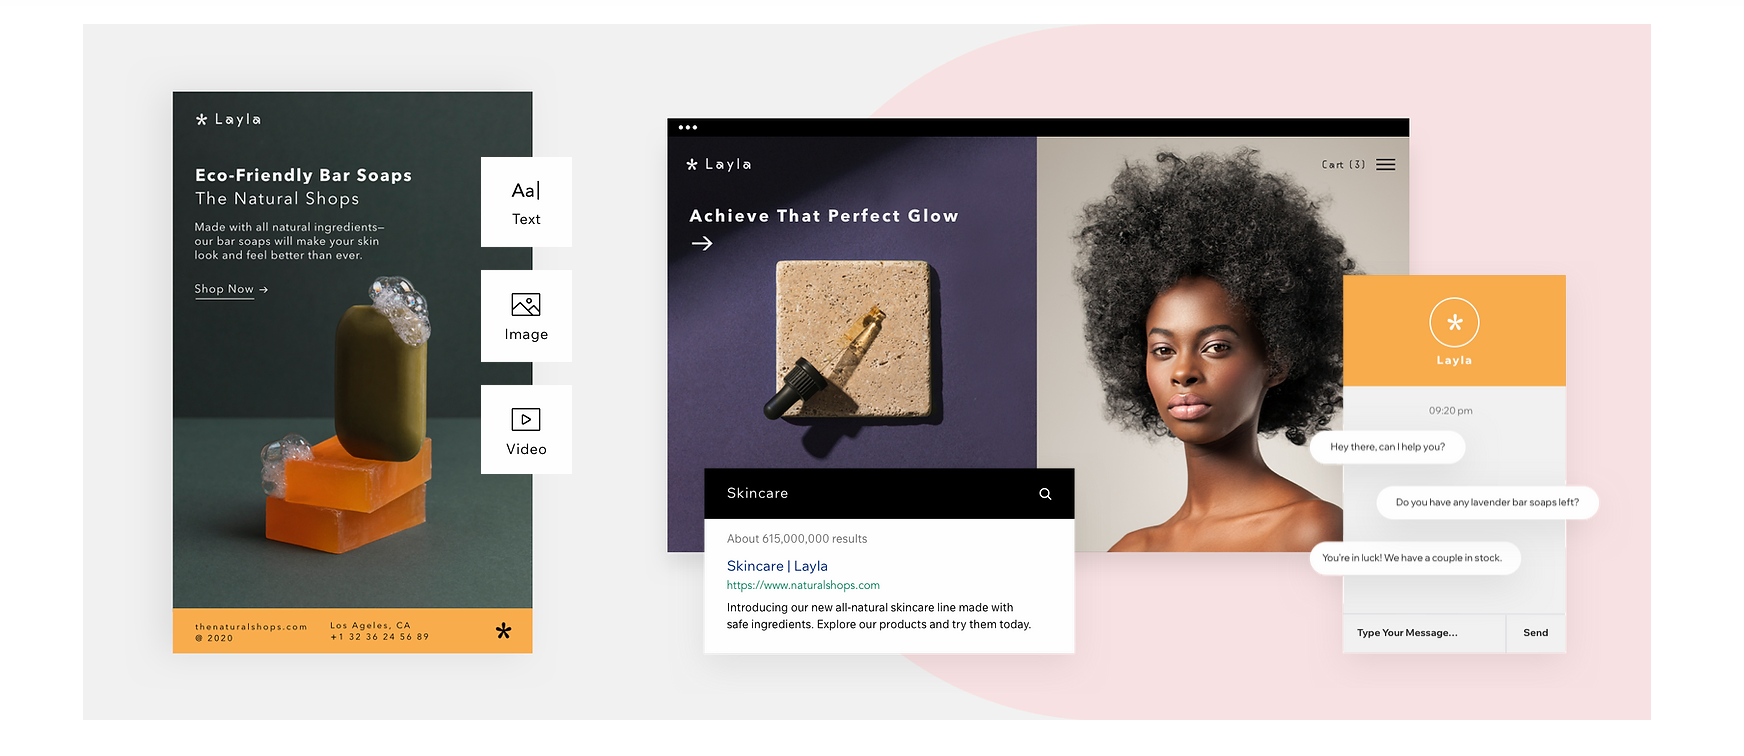 Layla
Eco-Friendly Bar Soaps
The Natural Shops
Made with all natural ingredients–
our bar soaps will make your skin
look and feel better than ever.
Shop Now →
thenaturalshops.com
@ 2020
Los Ageles, CA
+1 32 36 24 56 89
Aa
Text
Image
Video
Layla
Cart (3)
Achieve That Perfect Glow
→
Skincare
About 615,000,000 results
Skincare | Layla
https://www.naturalshops.com
Introducing our new all-natural skincare line made with
safe ingredients. Explore our products and try them today.
Layla
09:20 pm
Hey there, can I help you?
Do you have any lavender bar soaps left?
You're in luck! We have a couple in stock.
Type Your Message...
Send